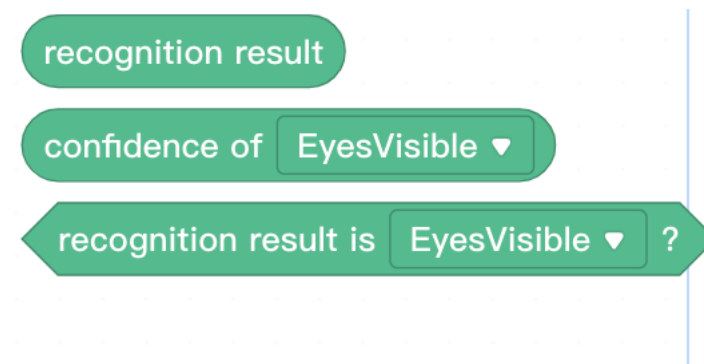 recognition result
confidence of EyesVisible
recognition result is EyesVisible ?